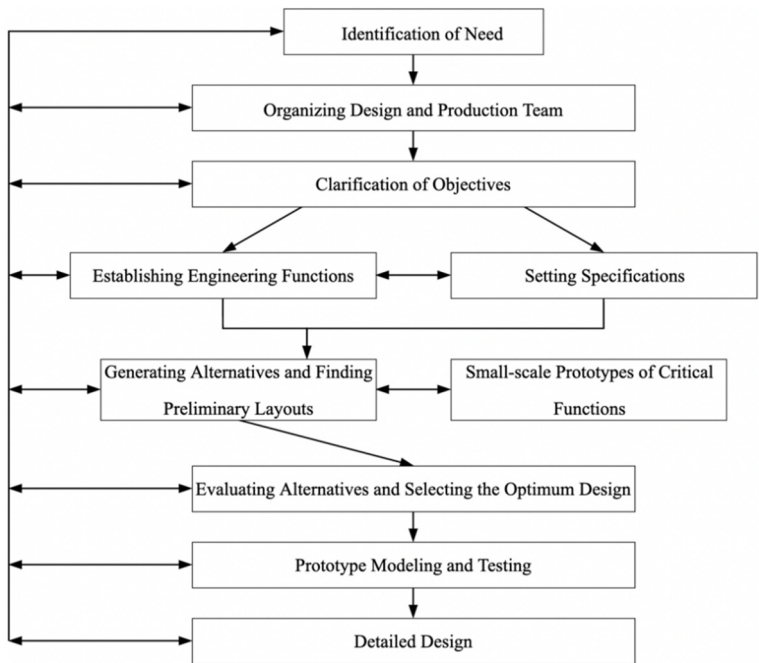 Identification of Need
Organizing Design and Production Team
Clarification of Objectives
Establishing Engineering Functions
Setting Specifications
Generating Alternatives and Finding
Preliminary Layouts
Small-scale Prototypes of Critical
Functions
Evaluating Alternatives and Selecting the Optimum Design
Prototype Modeling and Testing
Detailed Design